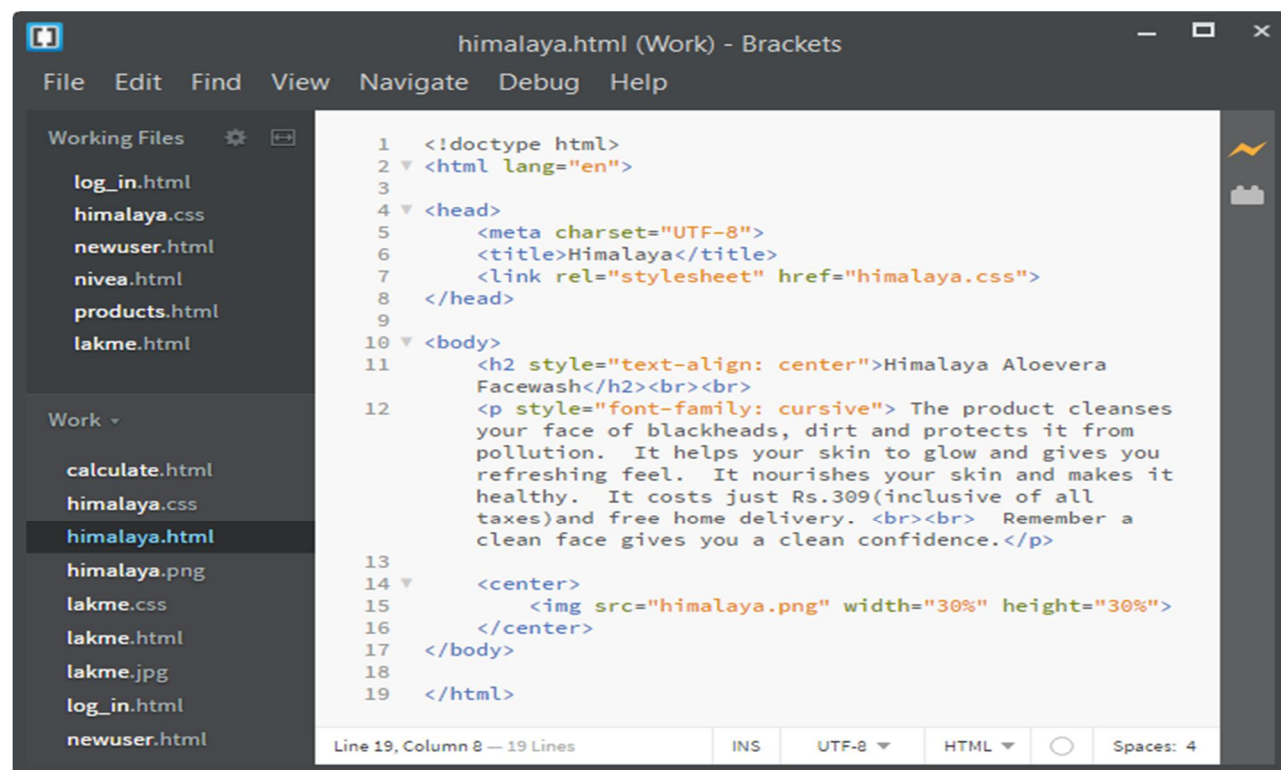 himalaya.html (Work) - Brackets
File Edit Find View Navigate Debug Help
Working Files
log_in.html
himalaya.css
newuser.html
nivea.html
products.html
lakme.html
Work
calculate.html
himalaya.css
himalaya.html
himalaya.png
lakme.css
lakme.html
lakme.jpg
log_in.html
newuser.html
1 <!doctype html>
2 <html lang="en">
3
4 <head>
5 <meta charset="UTF-8">
6 <title>Himalaya</title>
7 <link rel="stylesheet" href="himalaya.css">
8 </head>
9
10 <body>
11 <h2 style="text-align: center">Himalaya Aloevera
Facewash</h2><br><br>
12 <p style="font-family: cursive"> The product cleanses
your face of blackheads, dirt and protects it from
pollution.  It helps your skin to glow and gives you
refreshing feel.  It nourishes your skin and makes it
healthy.  It costs just Rs.309(inclusive of all
taxes)and free home delivery. <br><br>  Remember a
clean face gives you a clean confidence.</p>
13
14 <center>
15 <img src="himalaya.png" width="30%" height="30%">
16 </center>
17 </body>
18
19 </html>
Line 19, Column 8 — 19 Lines INS UTF-8 HTML Spaces: 4